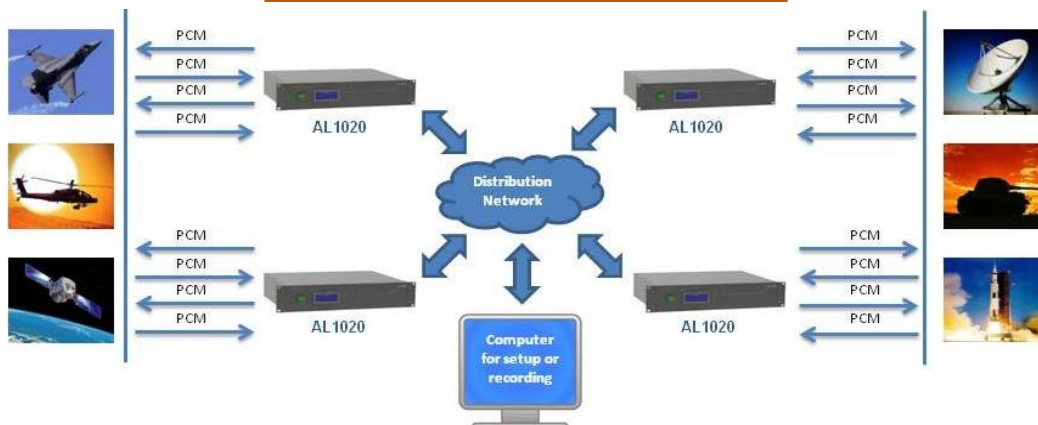 PCM
PCM
PCM
PCM
AL1020
PCM
PCM
PCM
PCM
AL1020
Distribution
Network
PCM
PCM
PCM
PCM
AL1020
PCM
PCM
PCM
PCM
AL1020
Computer
for setup or
recording